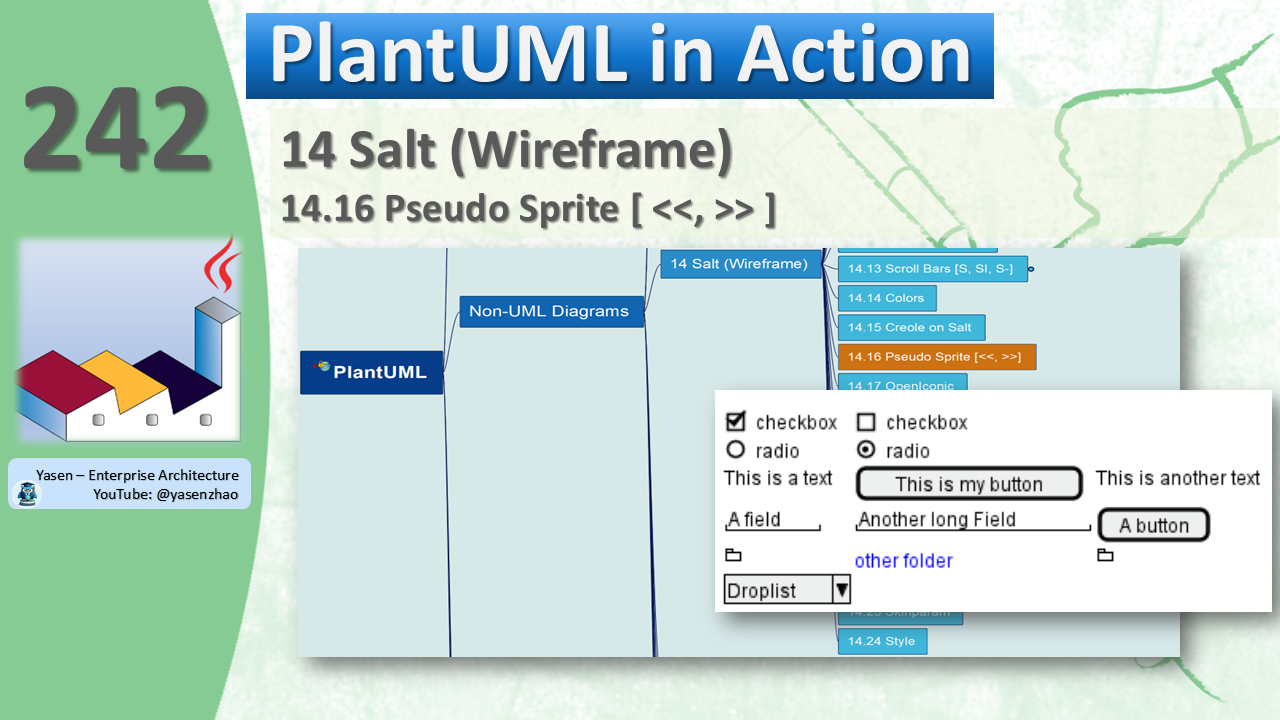 PlantUML in Action
242
14 Salt (Wireframe)
14.16 Pseudo Sprite [ <<, >> ]
Yasen – Enterprise Architecture
YouTube: @yasenzhao
PlantUML
Non-UML Diagrams
14 Salt (Wireframe)
14.13 Scroll Bars [S, SI, S-]
14.14 Colors
14.15 Creole on Salt
14.16 Pseudo Sprite [<<, >>]
14.17 OpenIconic
checkbox checkbox
radio radio
This is a text This is my button This is another text
A field Another long Field A button
other folder
Droplist
14.23 Skinparam
14.24 Style